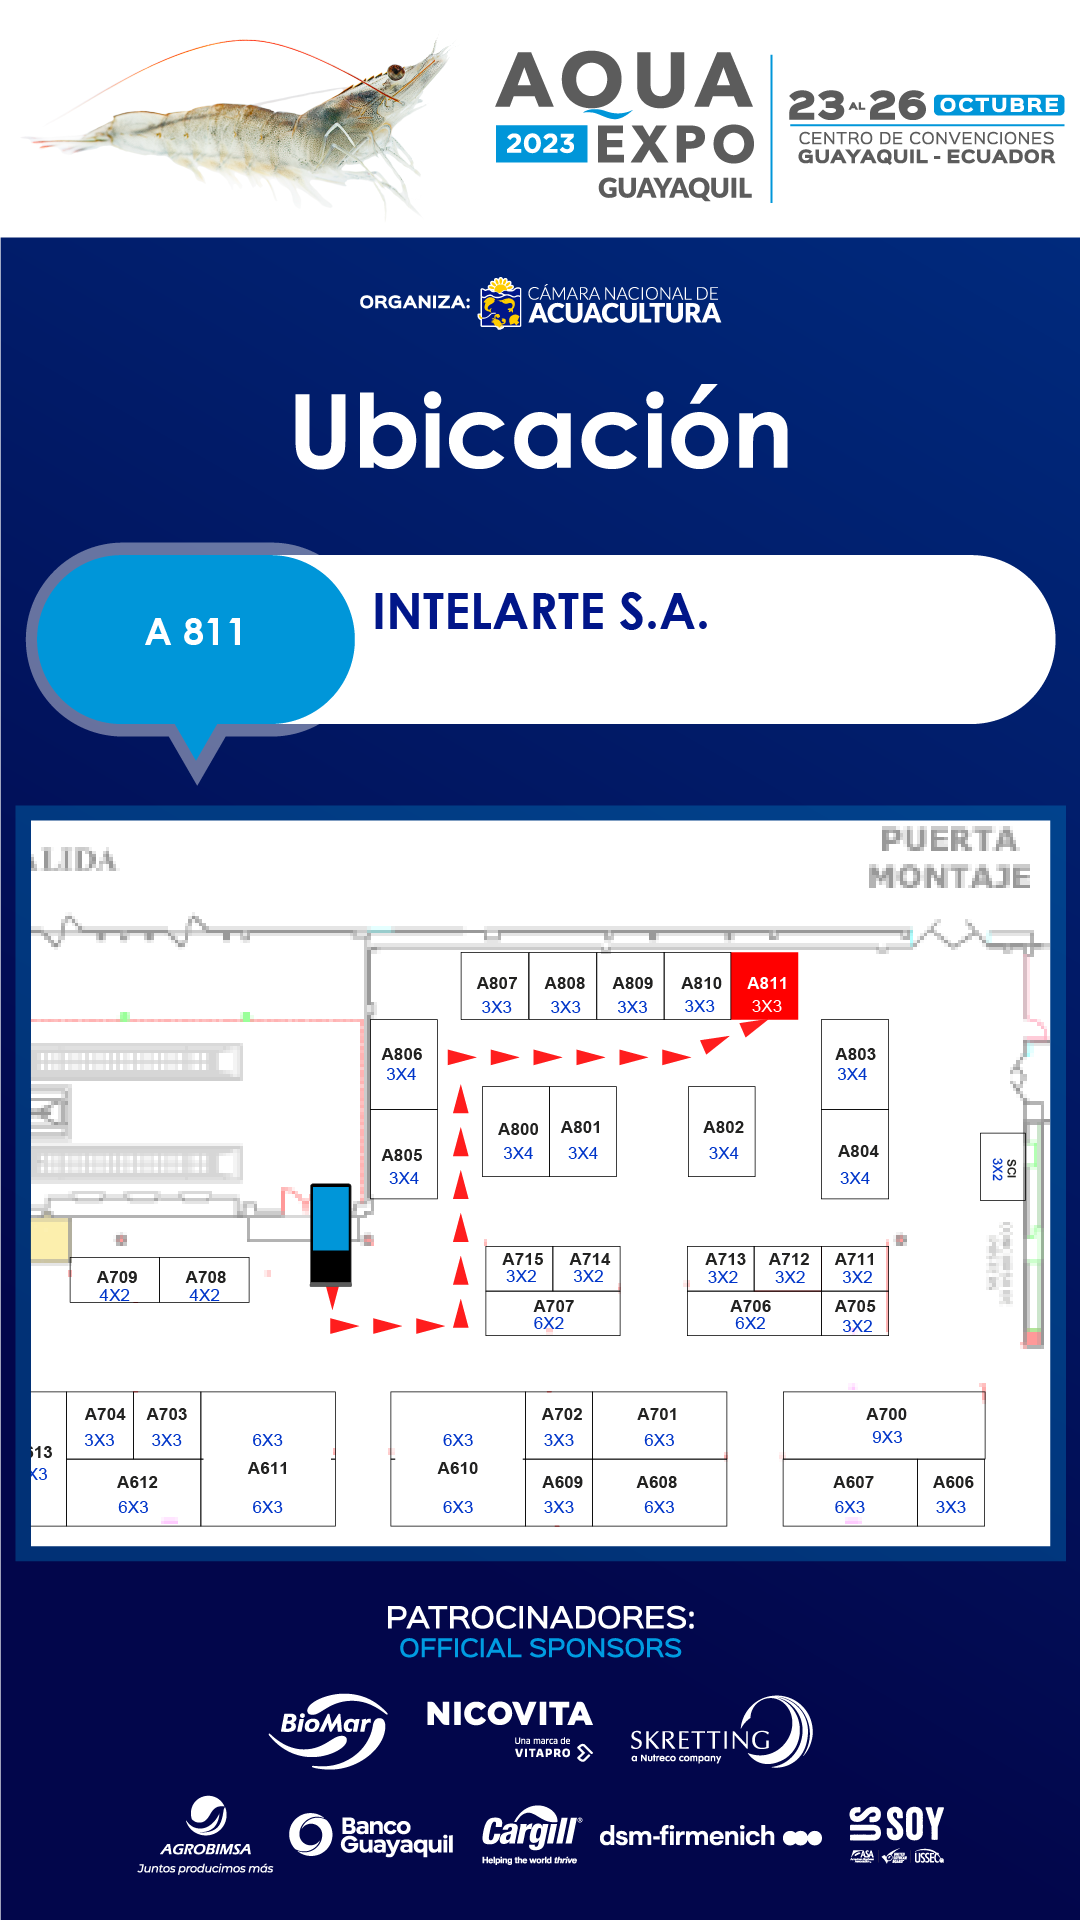 AQUA
2023 EXPO
GUAYAQUIL
23 AL 26 OCTUBRE
CENTRO DE CONVENCIONES
GUAYAQUIL - ECUADOR
ORGANIZA:
CÁMARA NACIONAL DE
ACUACULTURA
Ubicación
A 811
INTELARTE S.A.
ALIDA
PUERTA
MONTAJE
A807 A808 A809 A810 A811
3X3 3X3 3X3 3X3 3X3
A806 A803
3X4 3X4
A800 A801 A802
3X4 3X4 3X4
A805 A804
3X4 3X4
SCI
3X2
A715 A714 A713 A712 A711
3X2 3X2 3X2 3X2 3X2
A709 A708
4X2 4X2
A707 A706 A705
6X2 6X2 3X2
A704 A703 A702 A701 A700
3X3 3X3 6X3 6X3 3X3 6X3 9X3
613 A611 A610
X3
A612 A609 A608 A607 A606
6X3 6X3 6X3 3X3 6X3 6X3 3X3
PATROCINADORES:
OFFICIAL SPONSORS
BioMar
NICOVITA
Una marca de
VITAPRO
SKRETTING
a Nutreco company
AGROBIMSA
Juntos producimos más
Banco
Guayaquil
Cargill®
Helping the world thrive
dsm-firmenich
US SOY
ASA
USSEC